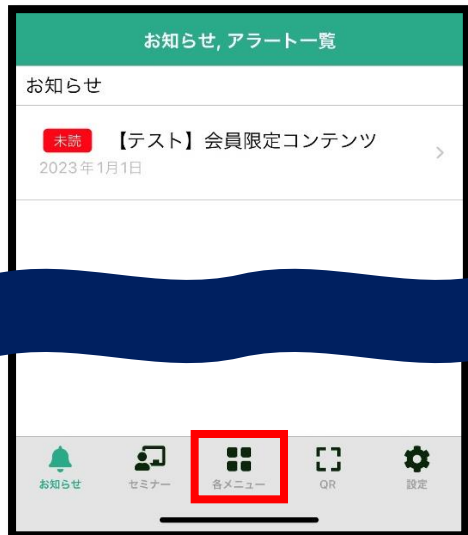 お知らせ, アラート一覧
お知らせ
未読 【テスト】会員限定コンテンツ
2023年1月1日
お知らせ セミナー 各メニュー QR 設定